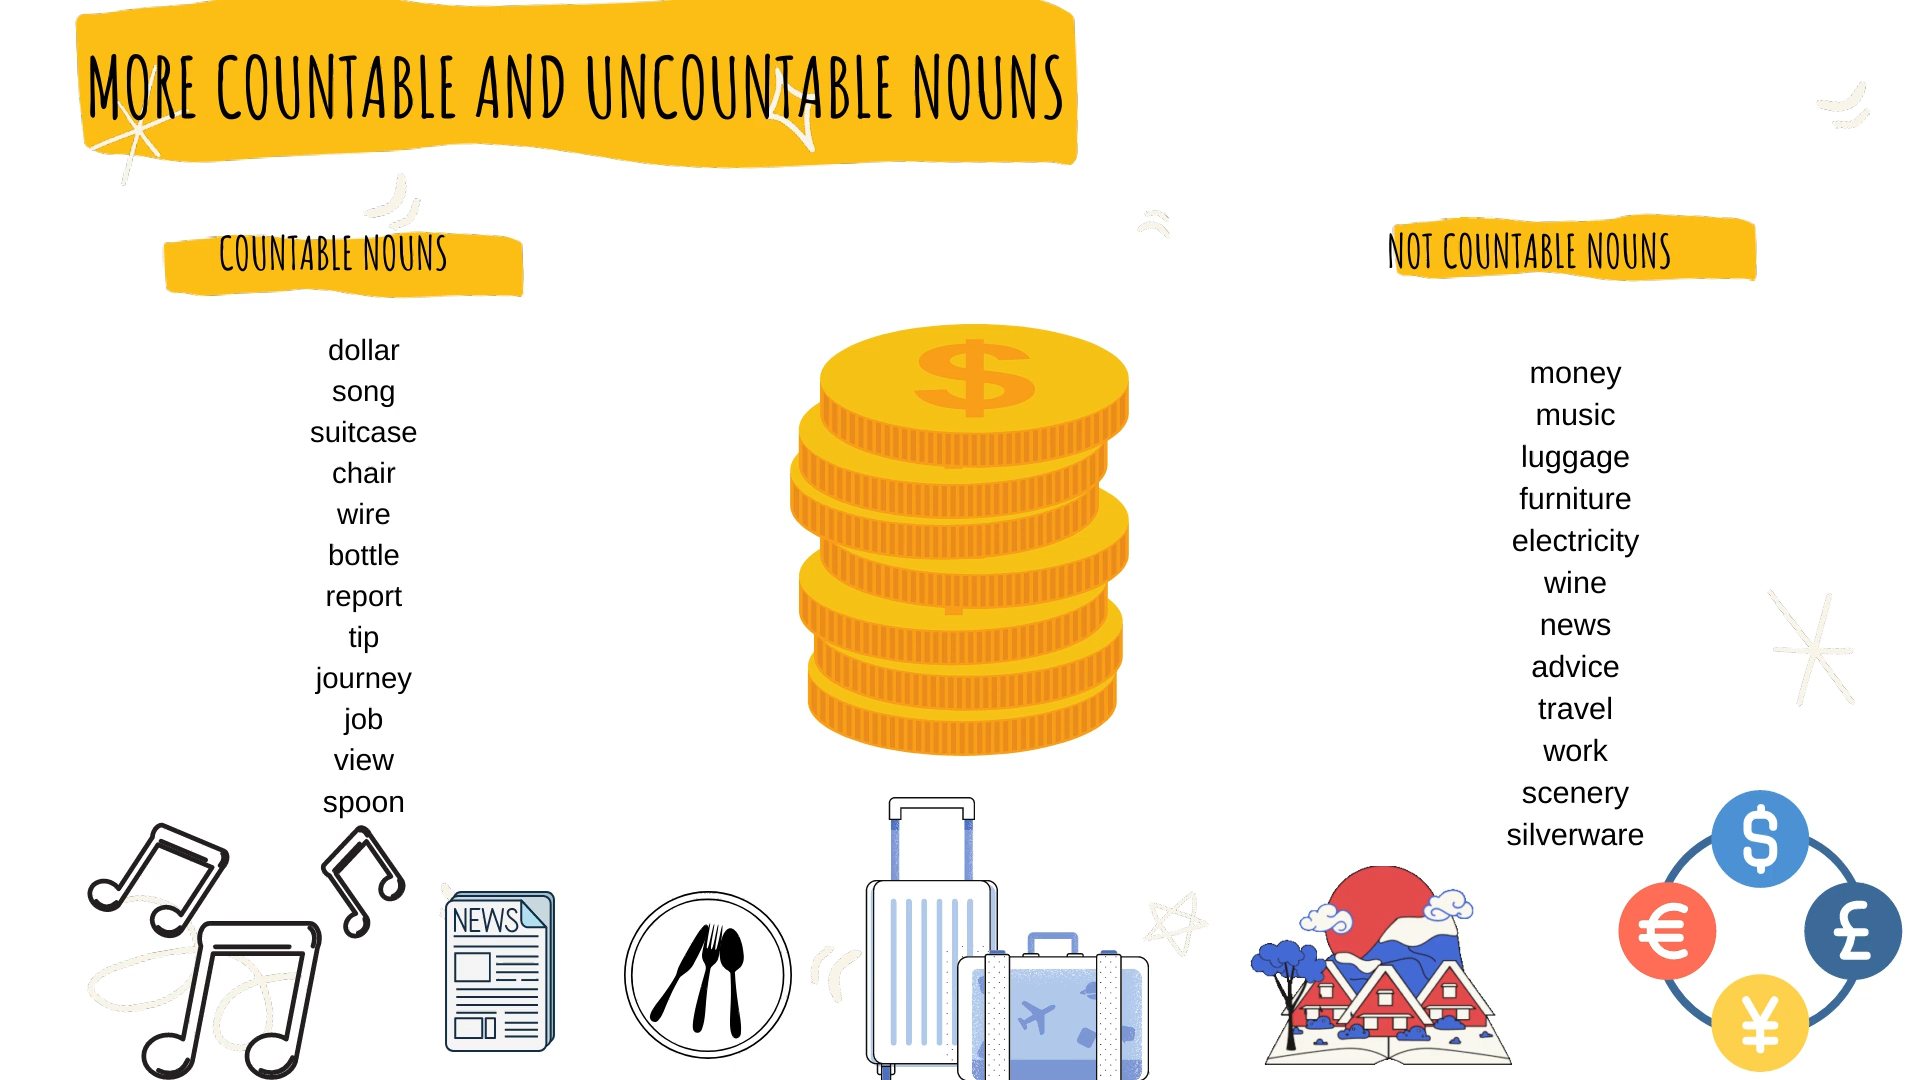 MORE COUNTABLE AND UNCOUNTABLE NOUNS
COUNTABLE NOUNS
dollar
song
suitcase
chair
wire
bottle
report
tip
journey
job
view
spoon
NOT COUNTABLE NOUNS
money
music
luggage
furniture
electricity
wine
news
advice
travel
work
scenery
silverware
$
NEWS
$
€
£
¥